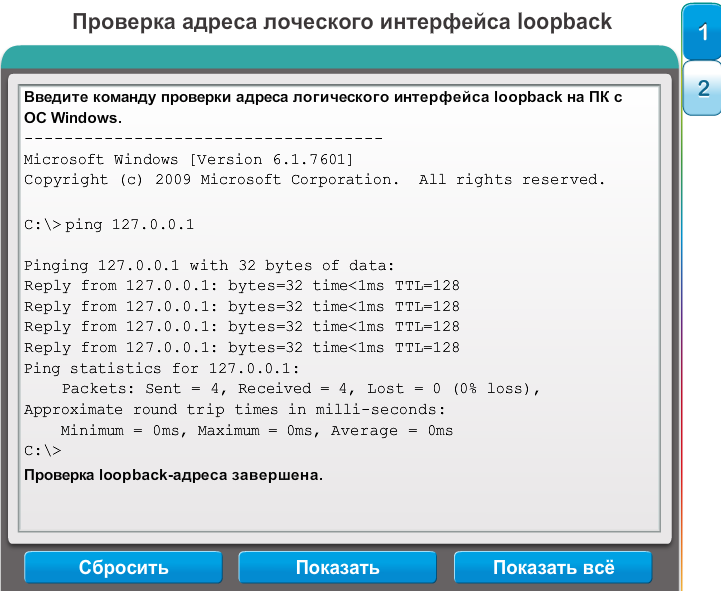 Проверка адреса лоческого интерфейса loopback
1
2
Введите команду проверки адреса логического интерфейса loopback на ПК с
ОС Windows.
-----------------------------------
Microsoft Windows [Version 6.1.7601]
Copyright (c) 2009 Microsoft Corporation.  All rights reserved.
C:\>ping 127.0.0.1
Pinging 127.0.0.1 with 32 bytes of data:
Reply from 127.0.0.1: bytes=32 time<1ms TTL=128
Reply from 127.0.0.1: bytes=32 time<1ms TTL=128
Reply from 127.0.0.1: bytes=32 time<1ms TTL=128
Reply from 127.0.0.1: bytes=32 time<1ms TTL=128
Ping statistics for 127.0.0.1:
    Packets: Sent = 4, Received = 4, Lost = 0 (0% loss),
Approximate round trip times in milli-seconds:
    Minimum = 0ms, Maximum = 0ms, Average = 0ms
C:\>
Проверка loopback-адреса завершена.
Сбросить
Показать
Показать всё